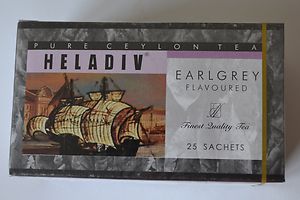 PURE CEYLON TEA
HELADIV®
EARLGREY
FLAVOURED
Finest Quality Tea
25 SACHETS